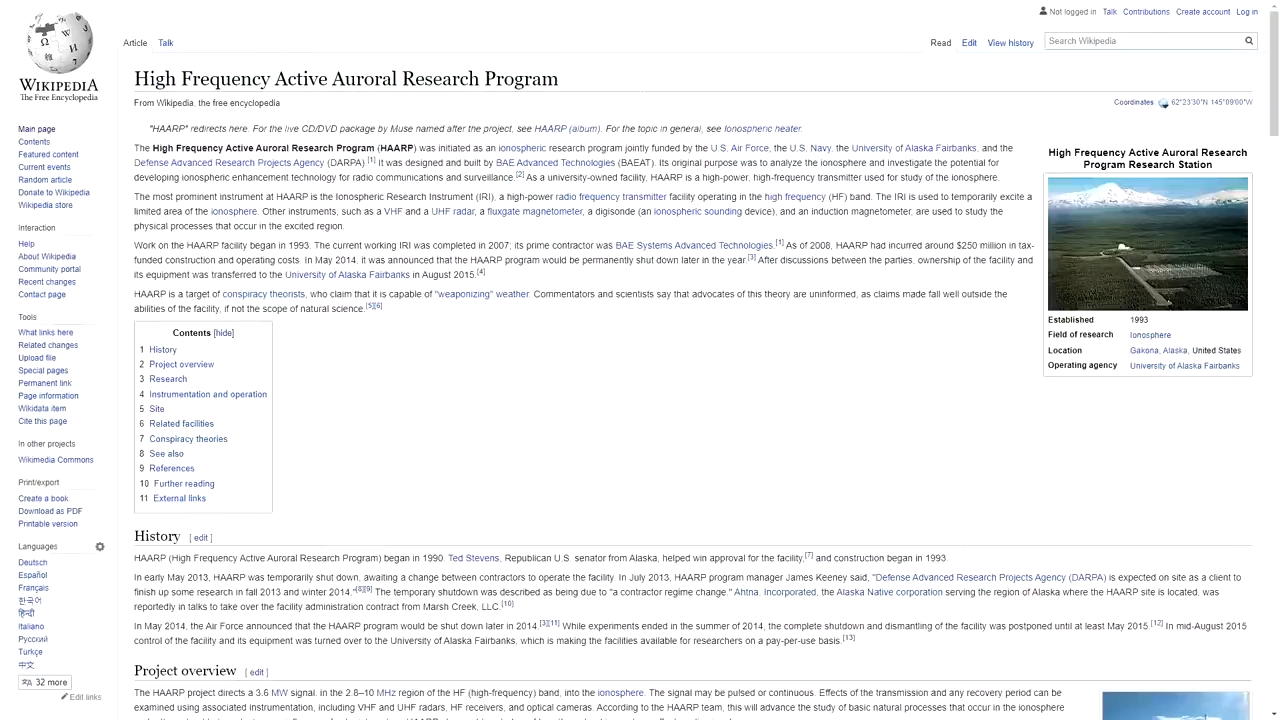 Not logged in Talk Contributions Create account Log in
Article Talk Read Edit View history Search Wikipedia
WIKIPEDIA
The Free Encyclopedia
High Frequency Active Auroral Research Program
From Wikipedia, the free encyclopedia
Coordinates 62°23′30″N 145°09′00″W
"HAARP" redirects here. For the live CD/DVD package by Muse named after the project, see HAARP (album). For the topic in general, see Ionospheric heater.
The High Frequency Active Auroral Research Program (HAARP) was initiated as an ionospheric research program jointly funded by the U.S. Air Force, the U.S. Navy, the University of Alaska Fairbanks, and the
Defense Advanced Research Projects Agency (DARPA).[1] It was designed and built by BAE Advanced Technologies (BAEAT). Its original purpose was to analyze the ionosphere and investigate the potential for
developing ionospheric enhancement technology for radio communications and surveillance.[2] As a university-owned facility, HAARP is a high-power, high-frequency transmitter used for study of the ionosphere.
The most prominent instrument at HAARP is the Ionospheric Research Instrument (IRI), a high-power radio frequency transmitter facility operating in the high frequency (HF) band. The IRI is used to temporarily excite a
limited area of the ionosphere. Other instruments, such as a VHF and a UHF radar, a fluxgate magnetometer, a digisonde (an ionospheric sounding device), and an induction magnetometer, are used to study the
physical processes that occur in the excited region.
Work on the HAARP facility began in 1993. The current working IRI was completed in 2007; its prime contractor was BAE Systems Advanced Technologies.[1] As of 2008, HAARP had incurred around $250 million in tax-
funded construction and operating costs. In May 2014, it was announced that the HAARP program would be permanently shut down later in the year.[3] After discussions between the parties, ownership of the facility and
its equipment was transferred to the University of Alaska Fairbanks in August 2015.[4]
HAARP is a target of conspiracy theorists, who claim that it is capable of "weaponizing" weather. Commentators and scientists say that advocates of this theory are uninformed, as claims made fall well outside the
abilities of the facility, if not the scope of natural science.[5][6]
High Frequency Active Auroral Research
Program Research Station
Established 1993
Field of research Ionosphere
Location Gakona, Alaska, United States
Operating agency University of Alaska Fairbanks
Contents [hide]
1 History
2 Project overview
3 Research
4 Instrumentation and operation
5 Site
6 Related facilities
7 Conspiracy theories
8 See also
9 References
10 Further reading
11 External links
History [ edit ]
HAARP (High Frequency Active Auroral Research Program) began in 1990. Ted Stevens, Republican U.S. senator from Alaska, helped win approval for the facility,[7] and construction began in 1993.
In early May 2013, HAARP was temporarily shut down, awaiting a change between contractors to operate the facility. In July 2013, HAARP program manager James Keeney said, "Defense Advanced Research Projects Agency (DARPA) is expected on site as a client to
finish up some research in fall 2013 and winter 2014."[8][9] The temporary shutdown was described as being due to "a contractor regime change." Ahtna, Incorporated, the Alaska Native corporation serving the region of Alaska where the HAARP site is located, was
reportedly in talks to take over the facility administration contract from Marsh Creek, LLC.[10]
In May 2014, the Air Force announced that the HAARP program would be shut down later in 2014.[3][11] While experiments ended in the summer of 2014, the complete shutdown and dismantling of the facility was postponed until at least May 2015.[12] In mid-August 2015
control of the facility and its equipment was turned over to the University of Alaska Fairbanks, which is making the facilities available for researchers on a pay-per-use basis.[13]
Project overview [ edit ]
The HAARP project directs a 3.6 MW signal, in the 2.8–10 MHz region of the HF (high-frequency) band, into the ionosphere. The signal may be pulsed or continuous. Effects of the transmission and any recovery period can be
examined using associated instrumentation, including VHF and UHF radars, HF receivers, and optical cameras. According to the HAARP team, this will advance the study of basic natural processes that occur in the ionosphere
Main page
Contents
Featured content
Current events
Random article
Donate to Wikipedia
Wikipedia store
Interaction
Help
About Wikipedia
Community portal
Recent changes
Contact page
Tools
What links here
Related changes
Upload file
Special pages
Permanent link
Page information
Wikidata item
Cite this page
In other projects
Wikimedia Commons
Print/export
Create a book
Download as PDF
Printable version
Languages
Deutsch
Español
Français
한국어
हिन्दी
Italiano
Русский
Türkçe
中文
32 more
Edit links